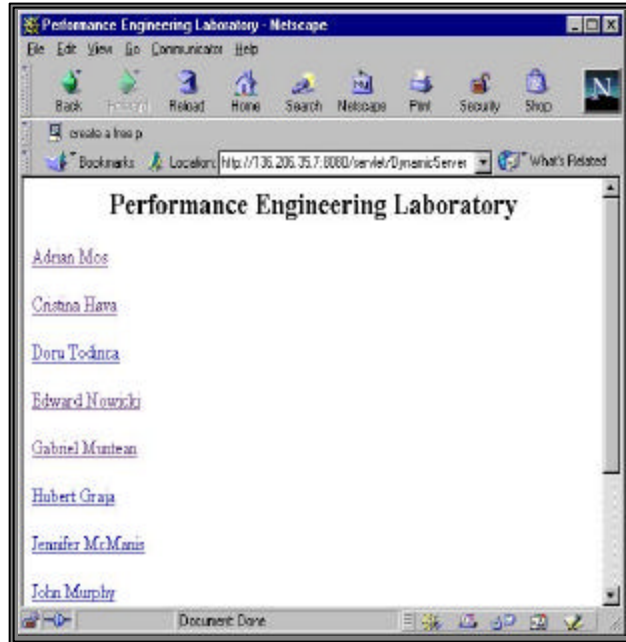 Performance Engineering Laboratory - Netscape
File Edit View Go Communicator Help
Back Forward Reload Home Search Netscape Print Security Shop
N
create a free p
Bookmarks Location: http://136.206.35.7:8080/servlet/DynamicServer What's Related
Performance Engineering Laboratory
Adrian Mos
Cristina Hava
Doru Todinca
Edward Nowicki
Gabriel Muntean
Hubert Graja
Jennifer McManis
John Murphy
Document: Done